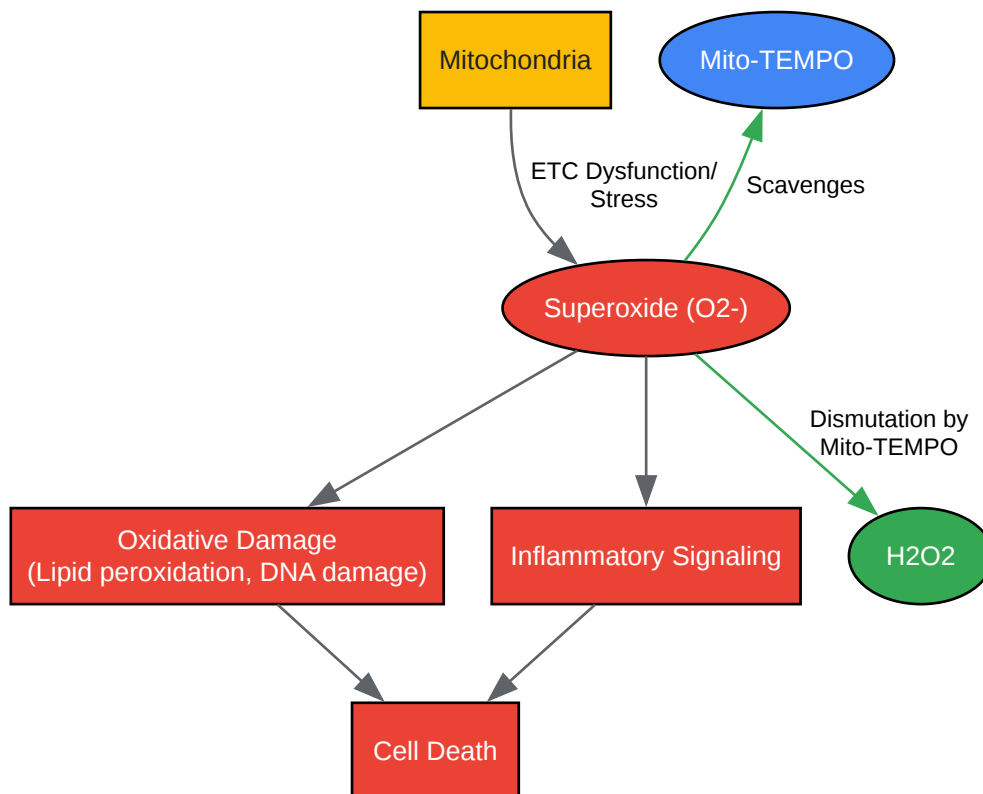 Mitochondria
Mito-TEMPO
ETC Dysfunction/
Stress
Scavenges
Superoxide (O2-)
Dismutation by
Mito-TEMPO
Oxidative Damage
(Lipid peroxidation, DNA damage)
Inflammatory Signaling
H2O2
Cell Death